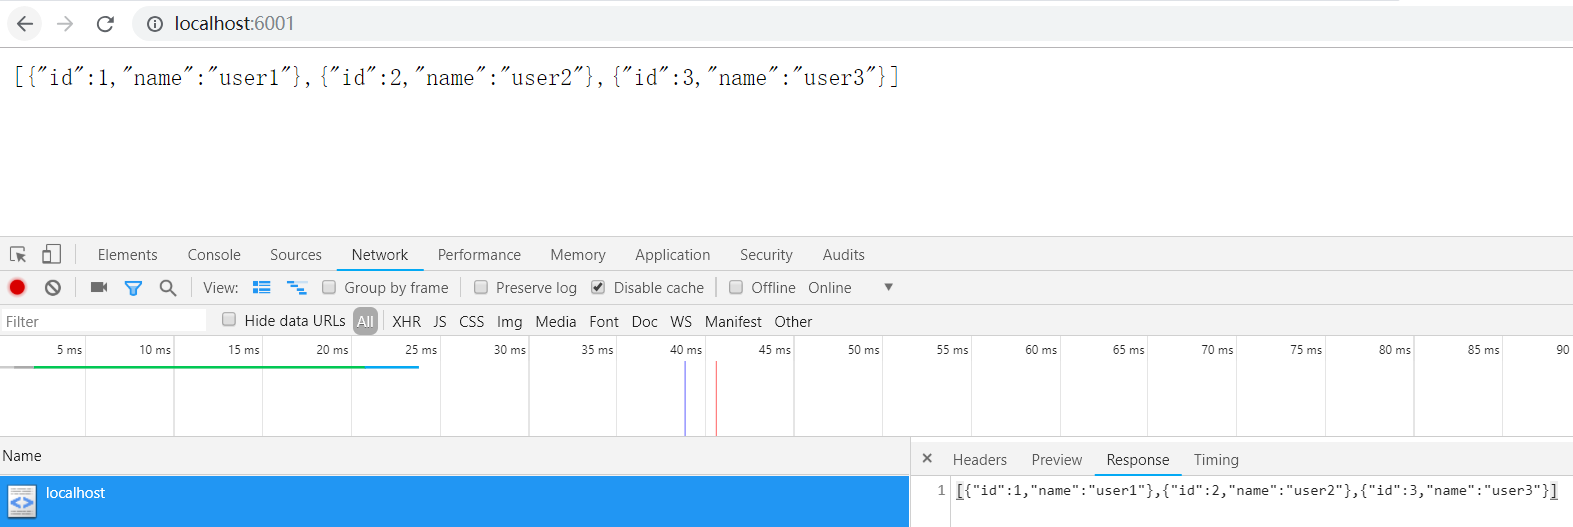 localhost:6001
[{"id":1,"name":"user1"},{"id":2,"name":"user2"},{"id":3,"name":"user3"}]
Elements Console Sources Network Performance Memory Application Security Audits
View: Group by frame Preserve log Disable cache Offline Online
Filter Hide data URLs All XHR JS CSS Img Media Font Doc WS Manifest Other
5 ms 10 ms 15 ms 20 ms 25 ms 30 ms 35 ms 40 ms 45 ms 50 ms 55 ms 60 ms 65 ms 70 ms 75 ms 80 ms 85 ms 90
Name
Headers Preview Response Timing
localhost
1 [{"id":1,"name":"user1"},{"id":2,"name":"user2"},{"id":3,"name":"user3"}]